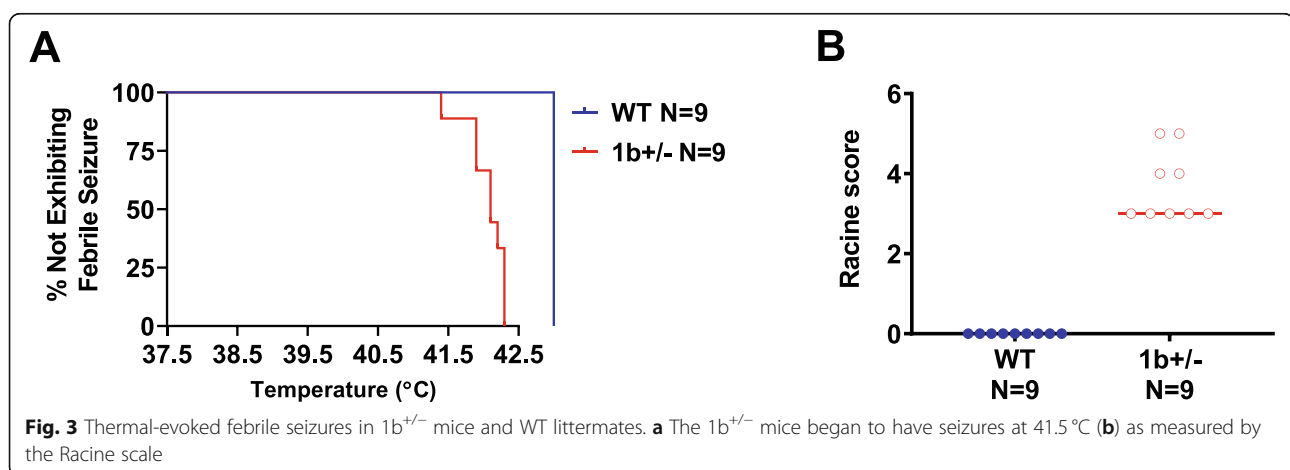 A
% Not Exhibiting
Febrile Seizure
100
75
50
25
0
37.5 38.5 39.5 40.5 41.5 42.5
Temperature (°C)
WT N=9
1b+/- N=9
B
Racine score
6
4
2
0
WT 1b+/-
N=9 N=9
Fig. 3 Thermal-evoked febrile seizures in 1b+/− mice and WT littermates. a The 1b+/− mice began to have seizures at 41.5 °C (b) as measured by
the Racine scale